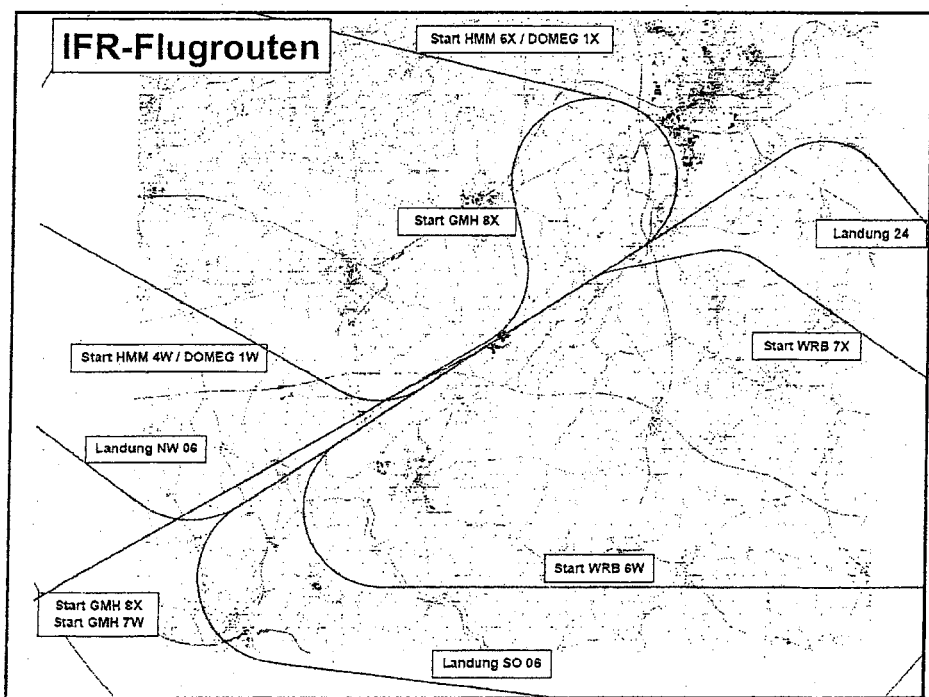 IFR-Flugrouten
Start HMM 6X / DOMEG 1X
Start GMH 8X
Landung 24
Start HMM 4W / DOMEG 1W
Start WRB 7X
Landung NW 06
Start WRB 6W
Start GMH 8X
Start GMH 7W
Landung SO 06